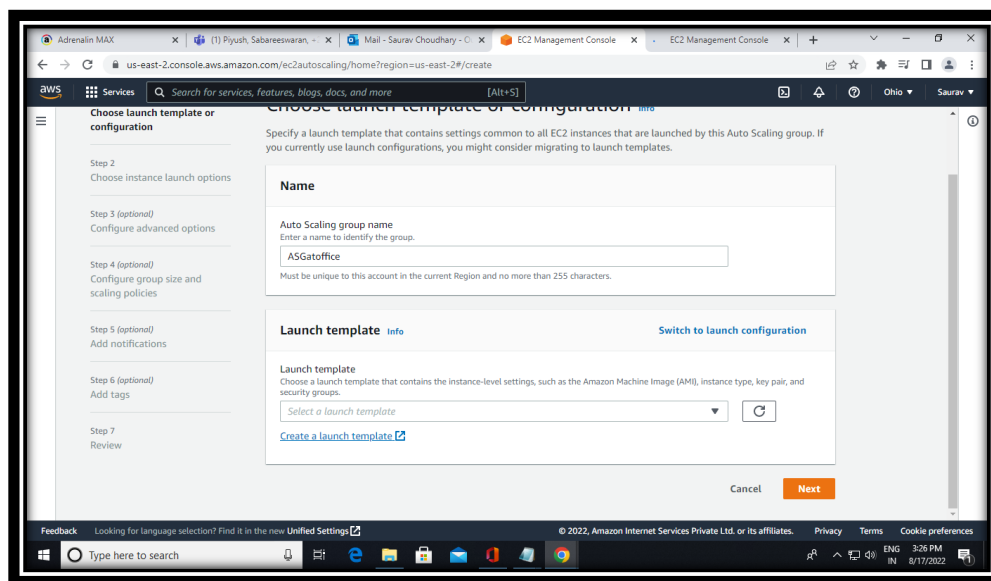 Adrenalin MAX
(1) Piyush, Sabareeswaran, +
Mail - Saurav Choudhary - O
EC2 Management Console
EC2 Management Console
us-east-2.console.aws.amazon.com/ec2autoscaling/home?region=us-east-2#/create
aws
Services
Search for services, features, blogs, docs, and more
[Alt+S]
Ohio
Saurav
Choose launch template or
configuration
Step 2
Choose instance launch options
Step 3 (optional)
Configure advanced options
Step 4 (optional)
Configure group size and
scaling policies
Step 5 (optional)
Add notifications
Step 6 (optional)
Add tags
Step 7
Review
Choose launch template or configuration Info
Specify a launch template that contains settings common to all EC2 instances that are launched by this Auto Scaling group. If
you currently use launch configurations, you might consider migrating to launch templates.
Name
Auto Scaling group name
Enter a name to identify the group.
ASGatoffice
Must be unique to this account in the current Region and no more than 255 characters.
Launch template Info
Switch to launch configuration
Launch template
Choose a launch template that contains the instance-level settings, such as the Amazon Machine Image (AMI), instance type, key pair, and
security groups.
Select a launch template
Create a launch template
Cancel
Next
Feedback
Looking for language selection? Find it in the new Unified Settings
© 2022, Amazon Internet Services Private Ltd. or its affiliates.
Privacy
Terms
Cookie preferences
Type here to search
ENG
IN
3:26 PM
8/17/2022